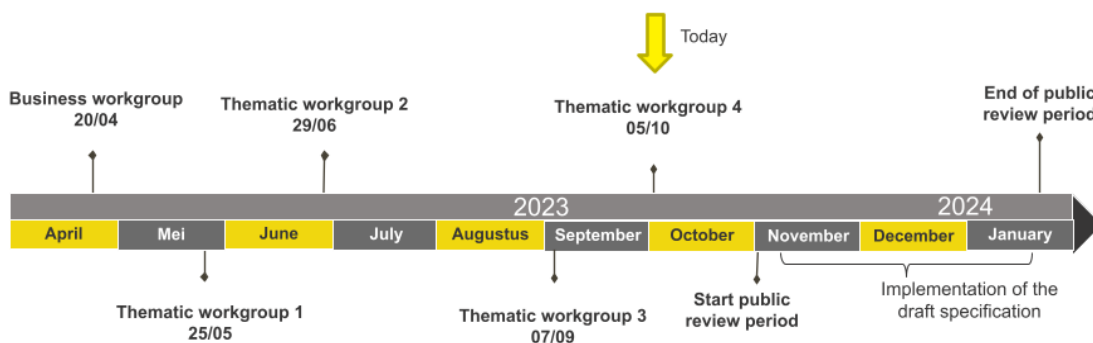 Today
Business workgroup
20/04
Thematic workgroup 2
29/06
Thematic workgroup 4
05/10
End of public
review period
2023
2024
April
Mei
June
July
Augustus
September
October
November
December
January
Thematic workgroup 1
25/05
Thematic workgroup 3
07/09
Start public
review period
Implementation of the
draft specification